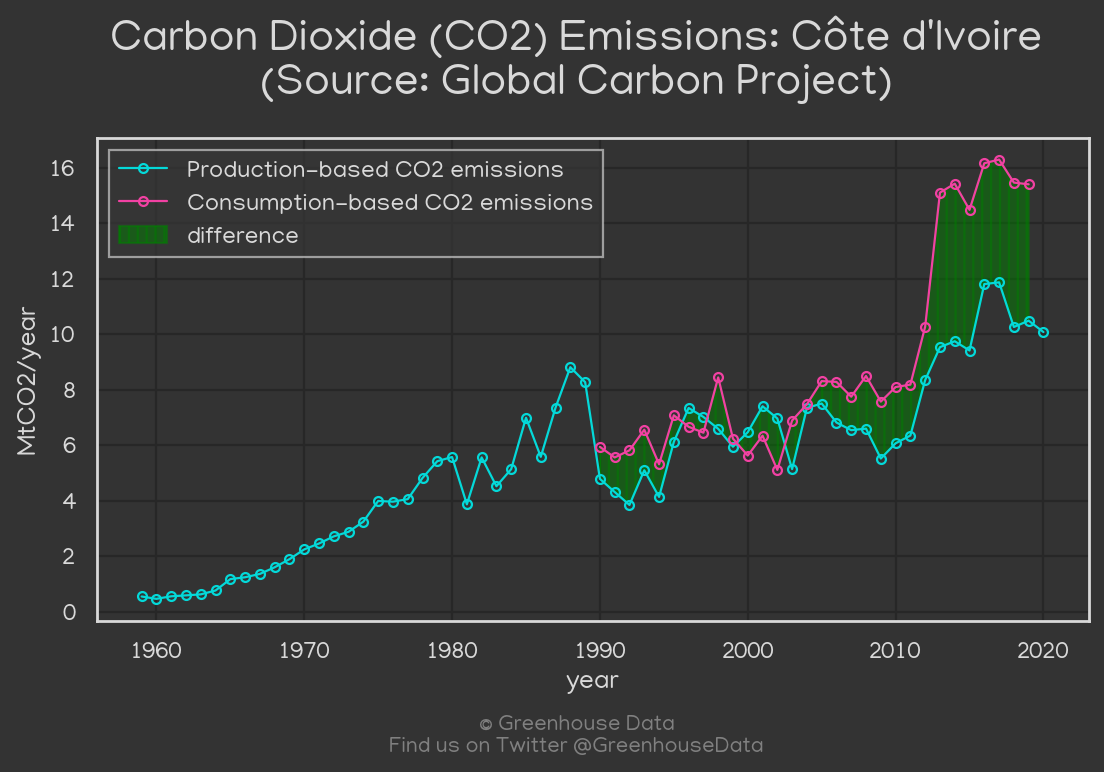 Carbon Dioxide (CO2) Emissions: Côte d'Ivoire
(Source: Global Carbon Project)
Production-based CO2 emissions
Consumption-based CO2 emissions
difference
MtCO2/year
16
14
12
10
8
6
4
2
0
1960 1970 1980 1990 2000 2010 2020
year
© Greenhouse Data
Find us on Twitter @GreenhouseData